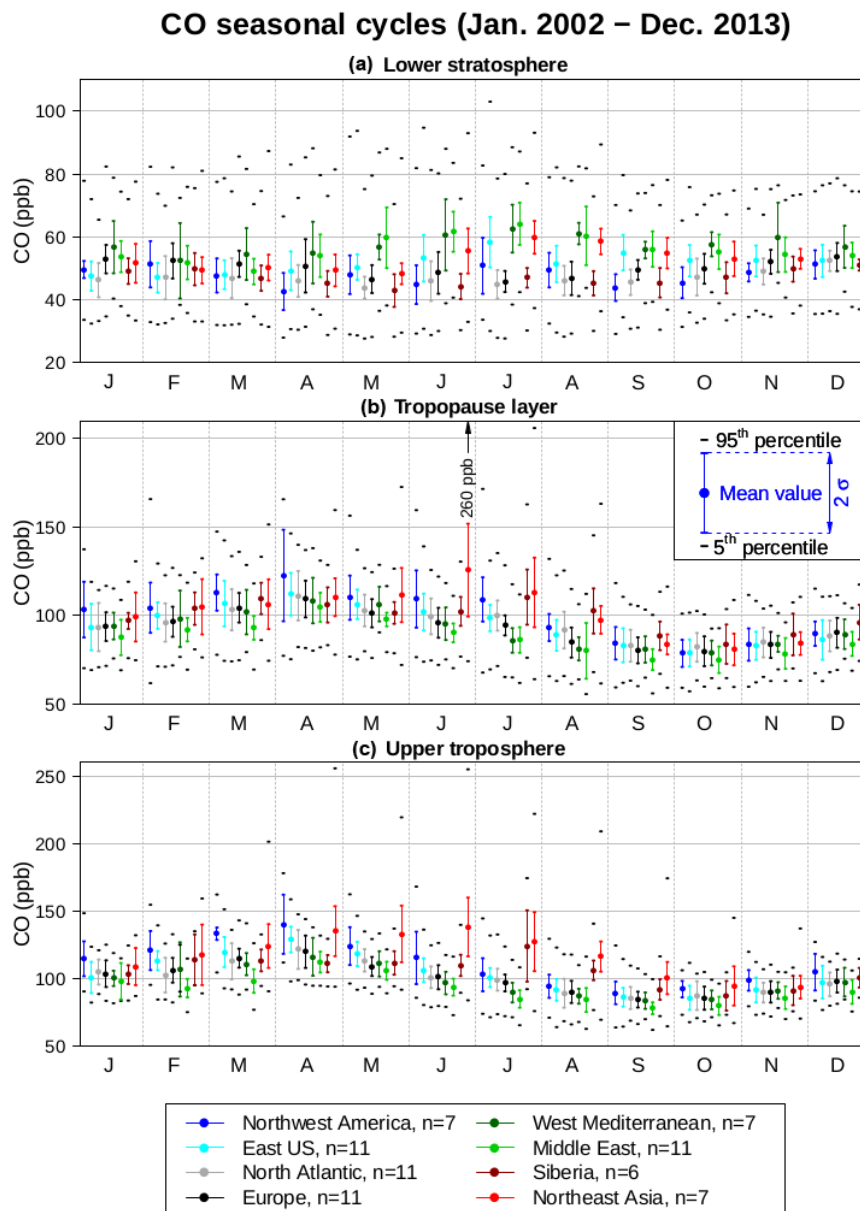 CO seasonal cycles (Jan. 2002 − Dec. 2013)
(a) Lower stratosphere
CO (ppb)
100
80
60
40
20
J F M A M J J A S O N D
(b) Tropopause layer
CO (ppb)
200
150
100
50
260 ppb
95th percentile
Mean value
2 σ
5th percentile
J F M A M J J A S O N D
(c) Upper troposphere
CO (ppb)
250
200
150
100
50
J F M A M J J A S O N D
Northwest America, n=7
West Mediterranean, n=7
East US, n=11
Middle East, n=11
North Atlantic, n=11
Siberia, n=6
Europe, n=11
Northeast Asia, n=7